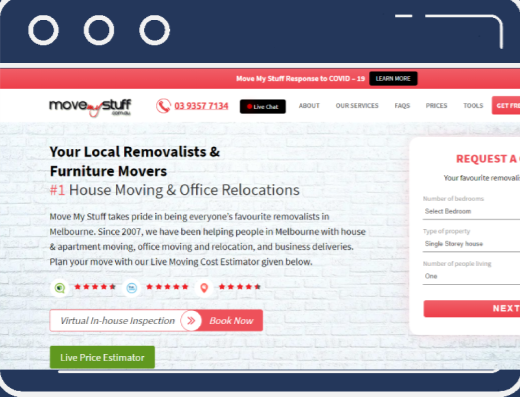 Move My Stuff Response to COVID - 19 LEARN MORE
movemystuff
.com.au
03 9357 7134 Live Chat ABOUT OUR SERVICES FAQS PRICES TOOLS GET FRE
Your Local Removalists &
Furniture Movers
#1 House Moving & Office Relocations
Move My Stuff takes pride in being everyone's favourite removalists in
Melbourne. Since 2007, we have been helping people in Melbourne with house
& apartment moving, office moving and relocation, and business deliveries.
Plan your move with our Live Moving Cost Estimator given below.
Virtual In-house Inspection Book Now
Live Price Estimator
REQUEST A
Your favourite removalis
Number of bedrooms
Select Bedroom
Type of property
Single Storey house
Number of people living
One
NEXT